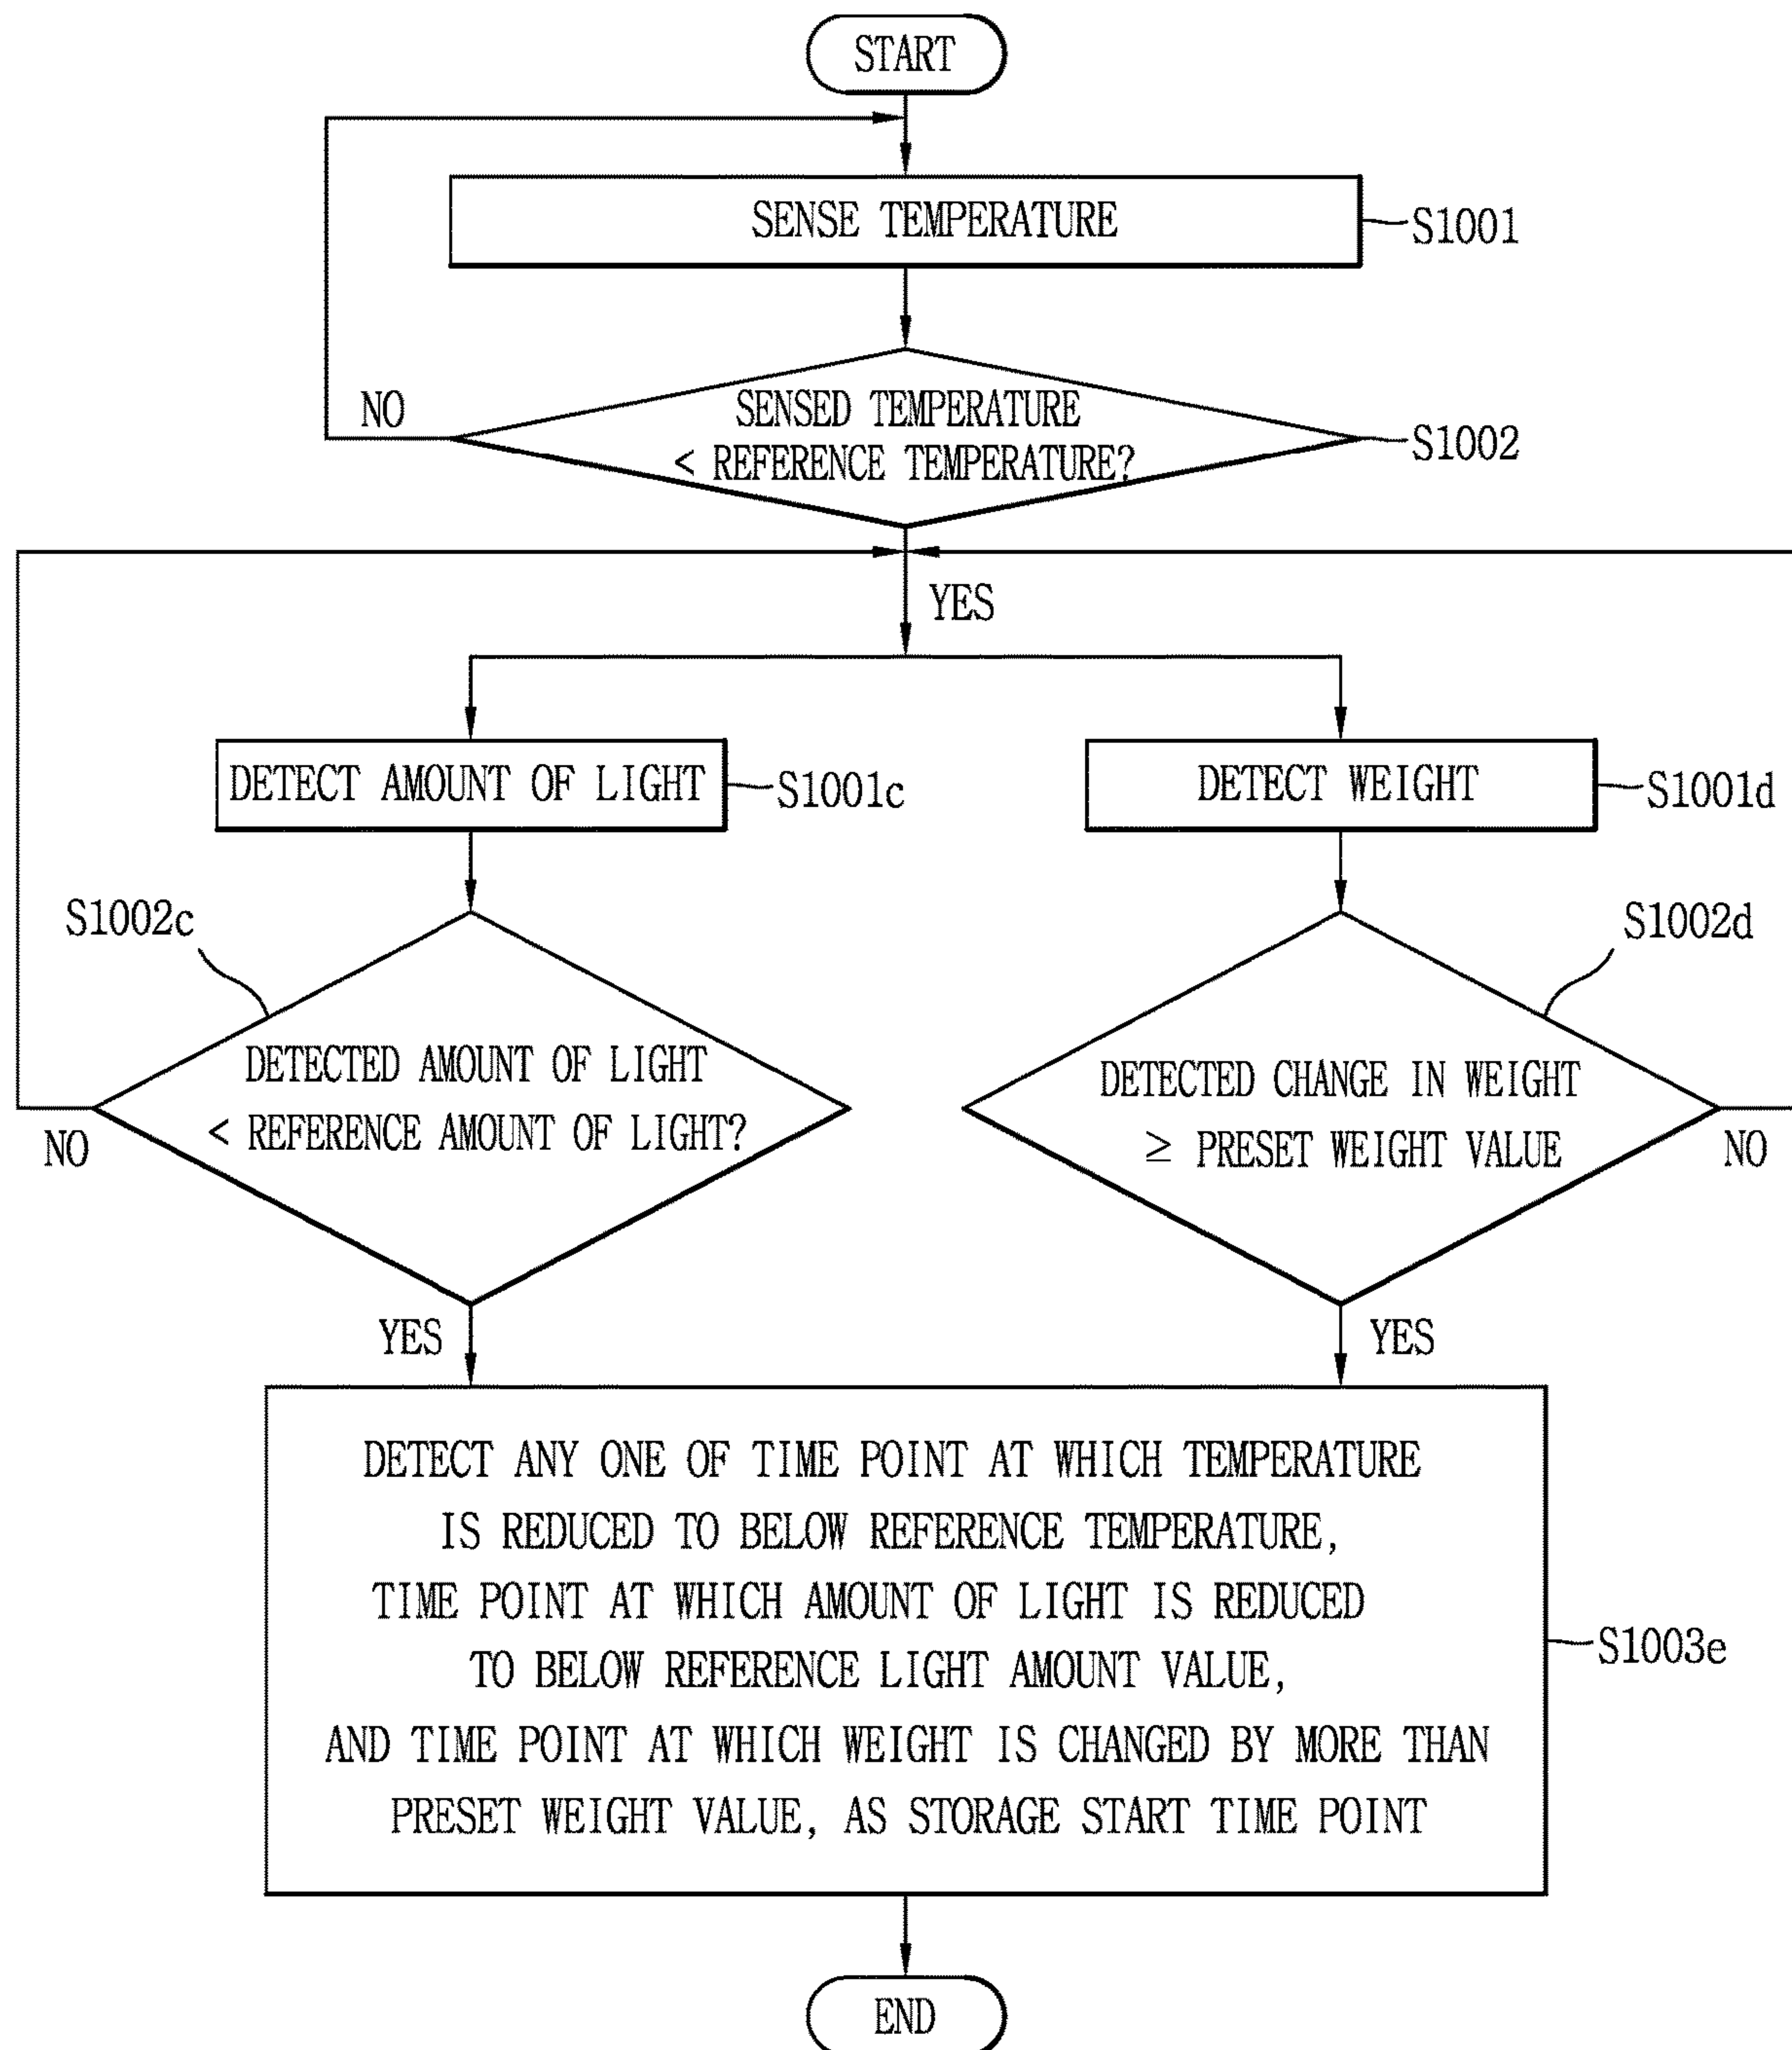 START
SENSE TEMPERATURE
S1001
SENSED TEMPERATURE
< REFERENCE TEMPERATURE?
NO
S1002
YES
DETECT AMOUNT OF LIGHT
S1001c
DETECT WEIGHT
S1001d
S1002c
S1002d
DETECTED AMOUNT OF LIGHT
< REFERENCE AMOUNT OF LIGHT?
NO
DETECTED CHANGE IN WEIGHT
≥ PRESET WEIGHT VALUE
NO
YES
YES
DETECT ANY ONE OF TIME POINT AT WHICH TEMPERATURE
IS REDUCED TO BELOW REFERENCE TEMPERATURE,
TIME POINT AT WHICH AMOUNT OF LIGHT IS REDUCED
TO BELOW REFERENCE LIGHT AMOUNT VALUE,
AND TIME POINT AT WHICH WEIGHT IS CHANGED BY MORE THAN
PRESET WEIGHT VALUE, AS STORAGE START TIME POINT
S1003e
END